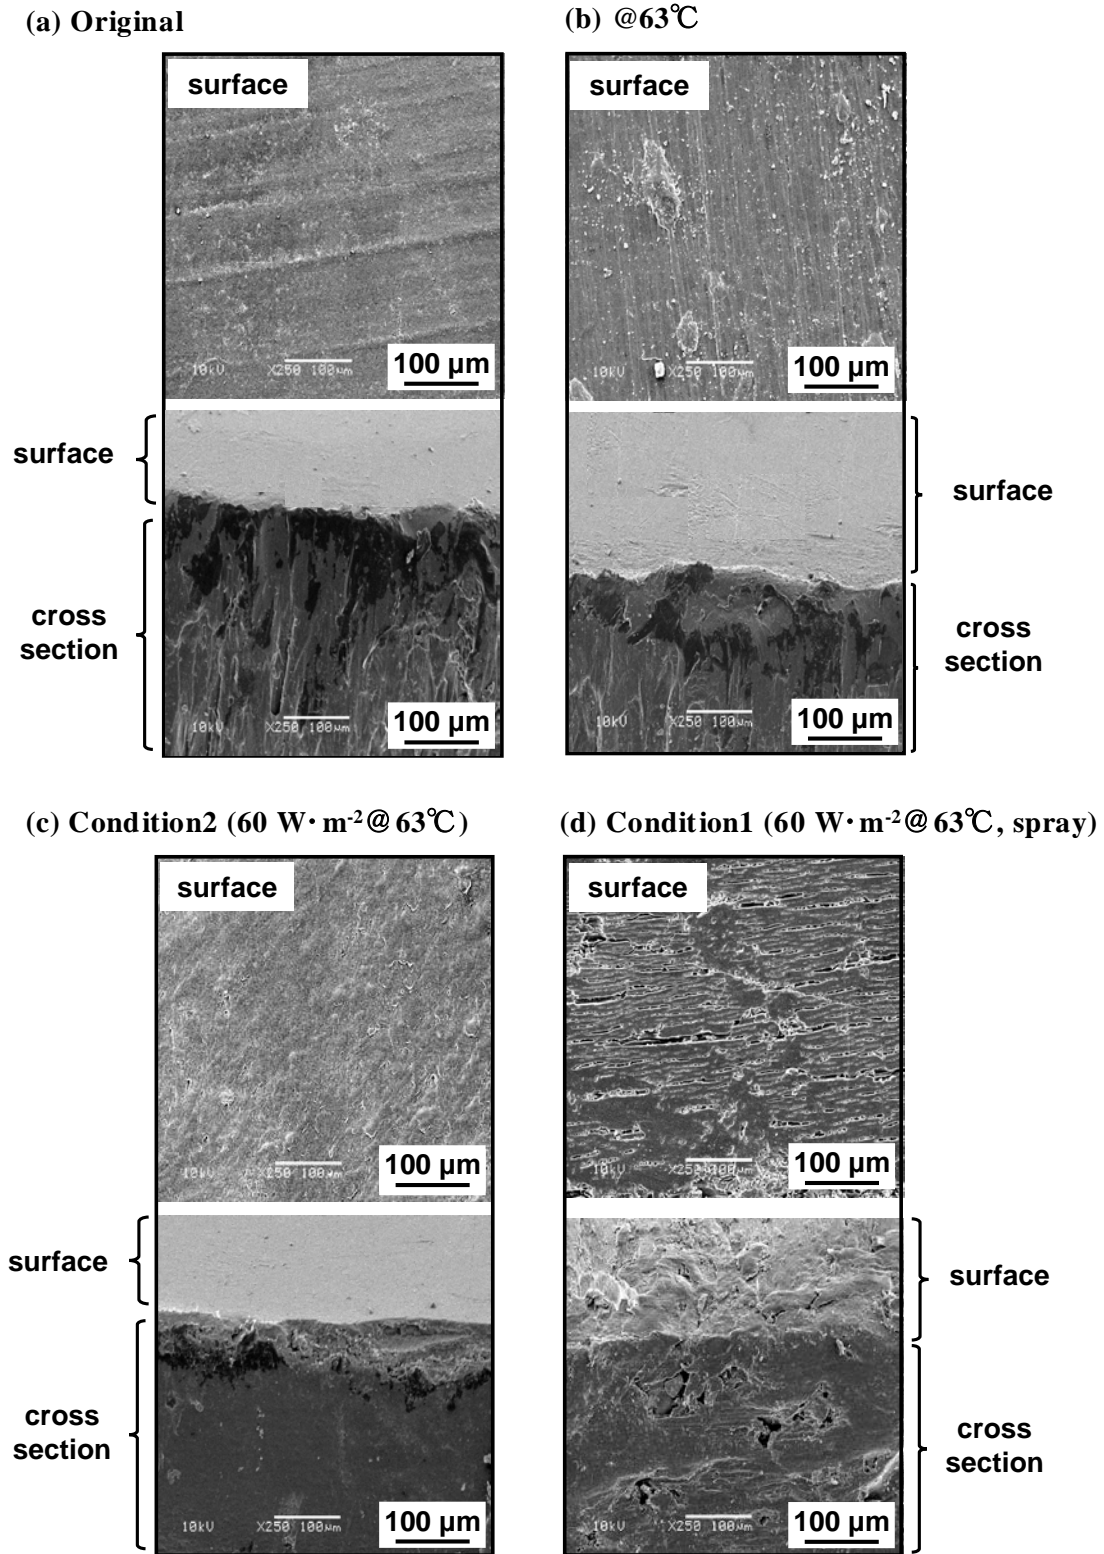 (a) Original
(b) @63℃
surface
surface
10kV X250 100µm
100 µm
10kV X250 100µm
100 µm
surface
surface
cross
section
cross
section
10kV X250 100µm
100 µm
10kV X250 100µm
100 µm
(c) Condition2 (60 W·m-2@63℃)
(d) Condition1 (60 W·m-2@63℃, spray)
surface
surface
10kV X250 100µm
100 µm
10kV X250 100µm
100 µm
surface
surface
cross
section
cross
section
10kV X250 100µm
100 µm
10kV X250 100µm
100 µm